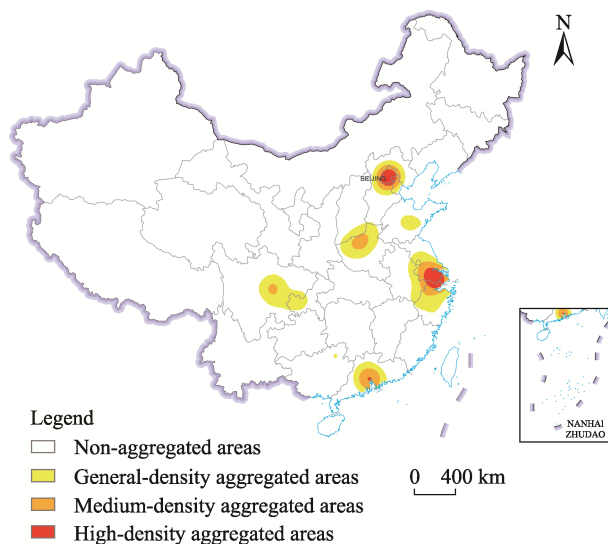 N
BEIJING
NANHAI
ZHUDAO
Legend
Non-aggregated areas
General-density aggregated areas
Medium-density aggregated areas
High-density aggregated areas
0 400 km